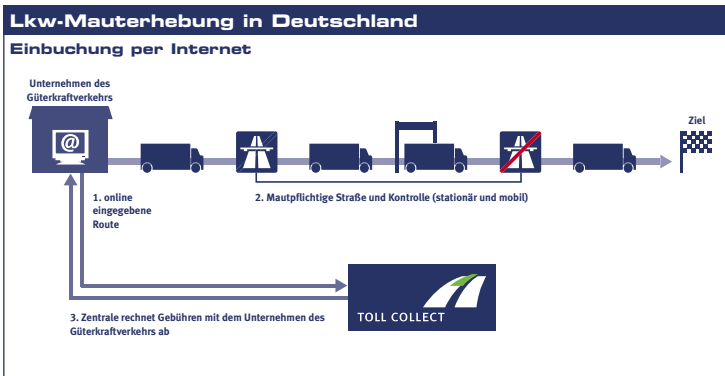 Lkw-Mauterhebung in Deutschland
Einbuchung per Internet
Unternehmen des
Güterkraftverkehrs
@
Ziel
1. online
eingegebene
Route
2. Mautpflichtige Straße und Kontrolle (stationär und mobil)
TOLL COLLECT
3. Zentrale rechnet Gebühren mit dem Unternehmen des
Güterkraftverkehrs ab